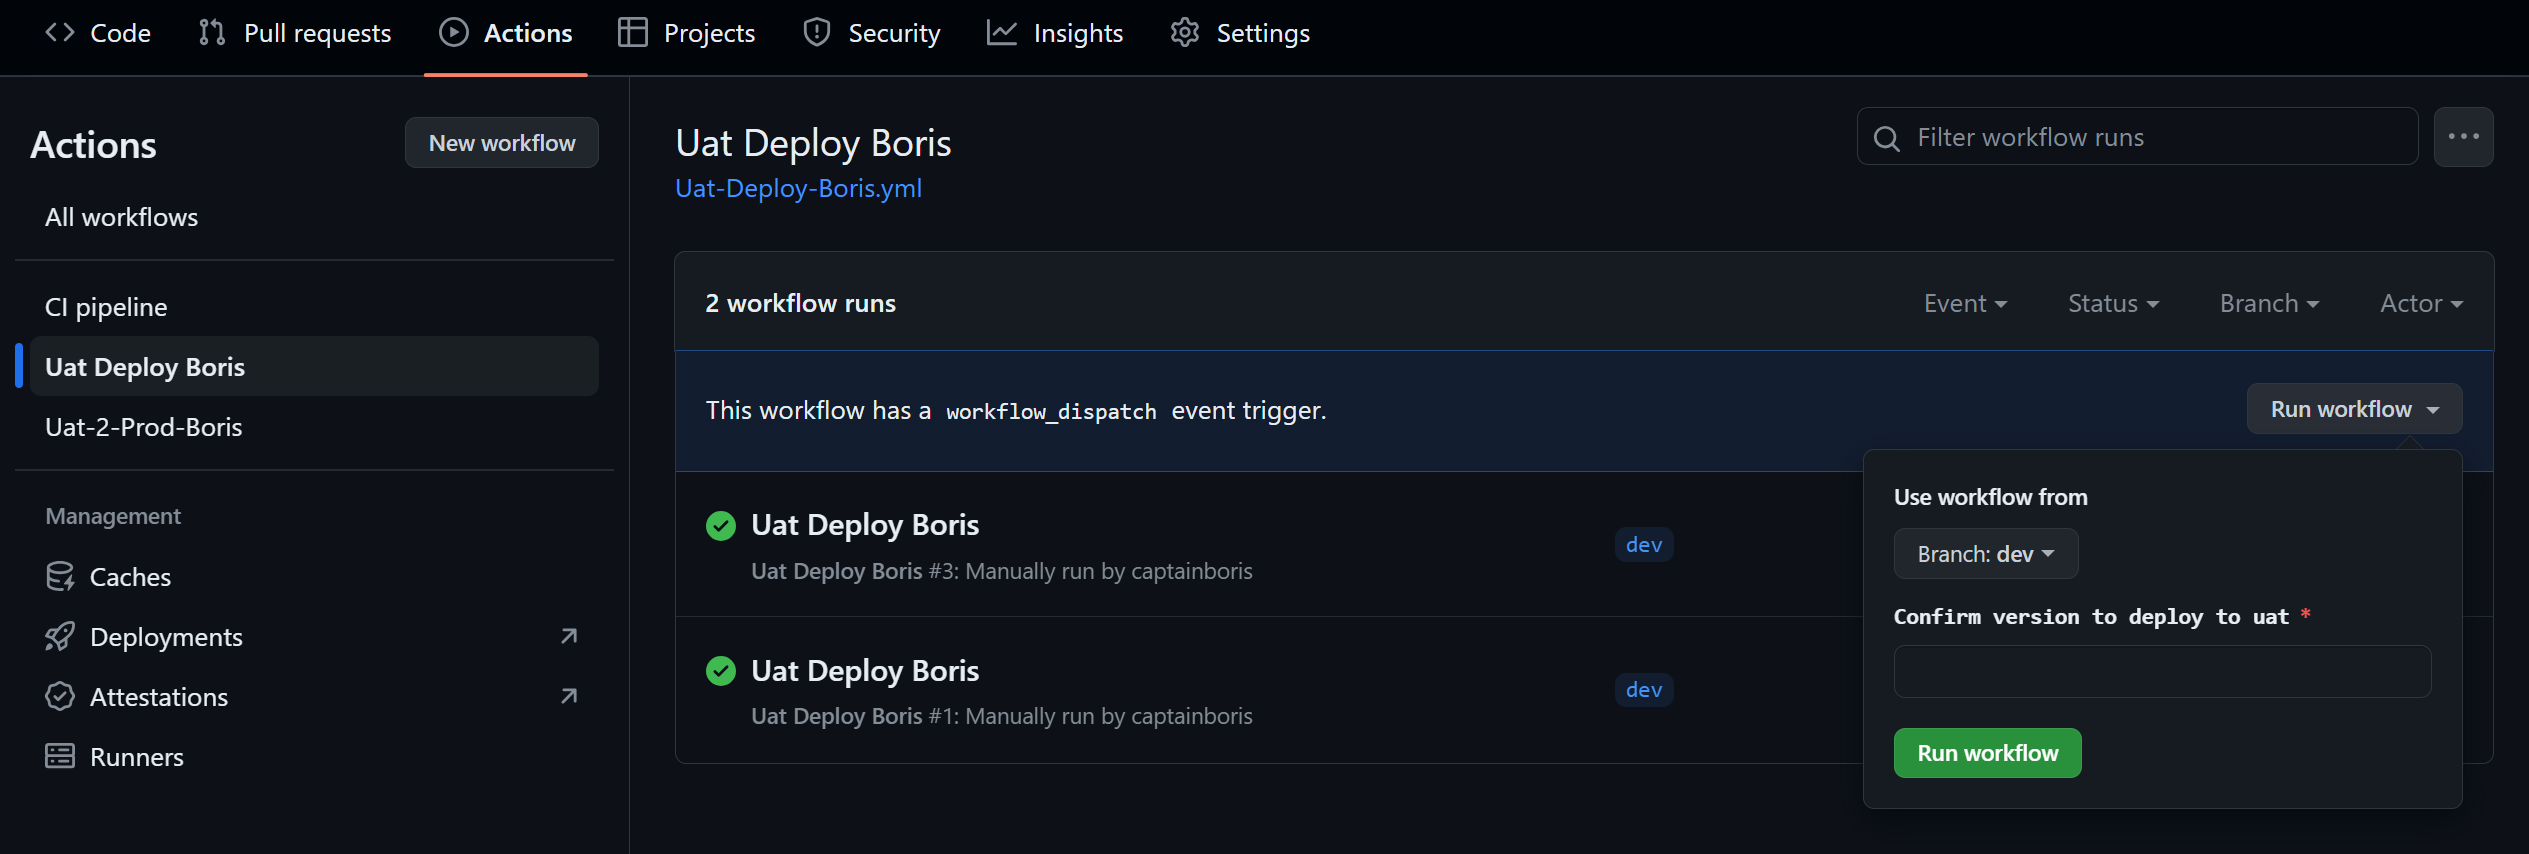 Code
Pull requests
Actions
Projects
Security
Insights
Settings
Actions
New workflow
All workflows
CI pipeline
Uat Deploy Boris
Uat-2-Prod-Boris
Management
Caches
Deployments
Attestations
Runners
Uat Deploy Boris
Uat-Deploy-Boris.yml
Filter workflow runs
2 workflow runs
Event
Status
Branch
Actor
This workflow has a workflow_dispatch event trigger.
Run workflow
Uat Deploy Boris
Uat Deploy Boris #3: Manually run by captainboris
dev
Uat Deploy Boris
Uat Deploy Boris #1: Manually run by captainboris
dev
Use workflow from
Branch: dev
Confirm version to deploy to uat *
Run workflow